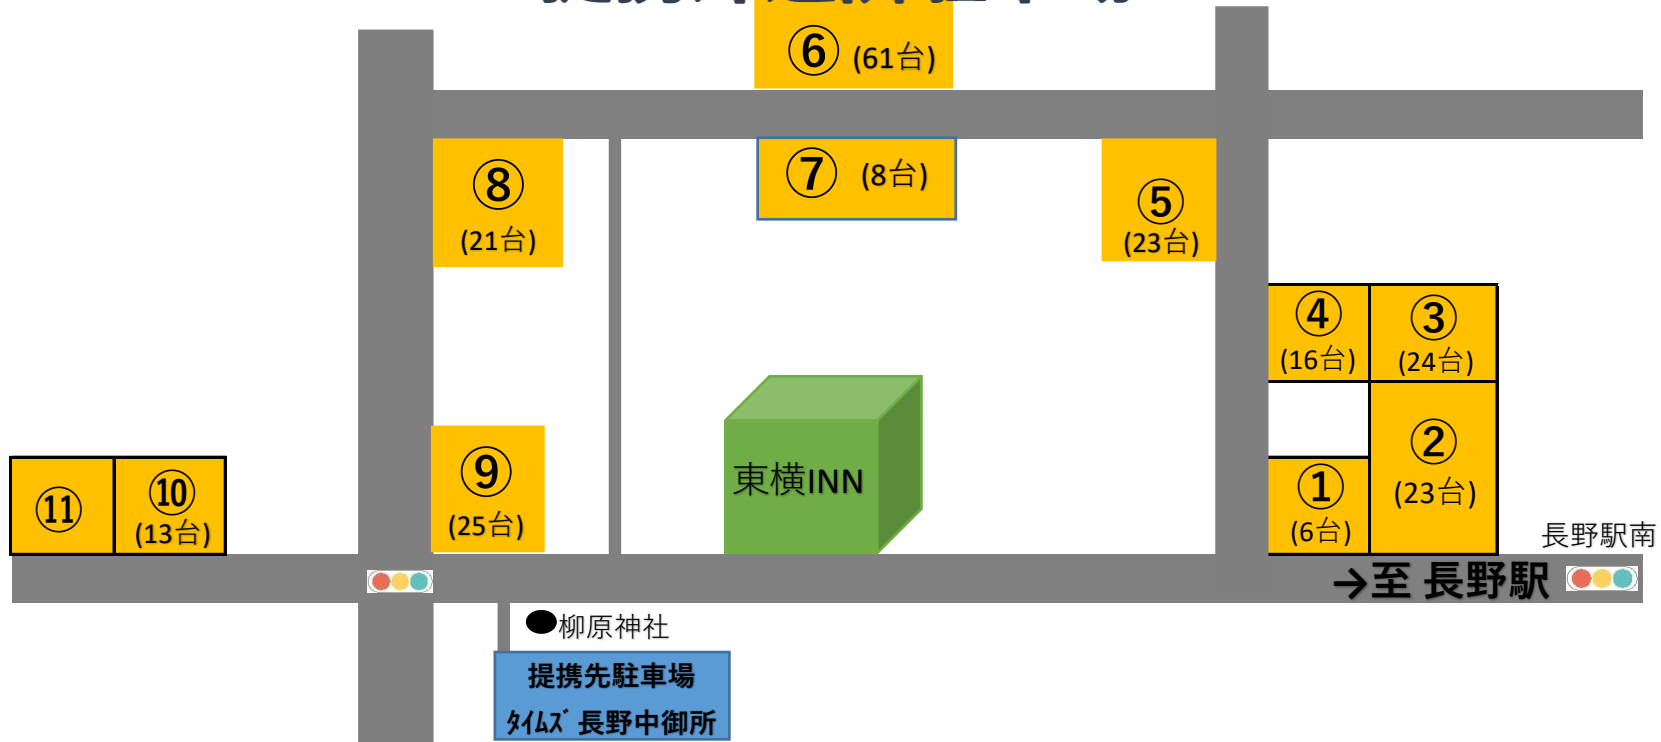 ⑥ (61台)
⑦ (8台)
⑧
(21台)
⑤
(23台)
④
(16台)
③
(24台)
②
(23台)
①
(6台)
東横INN
⑨
(25台)
⑪
⑩
(13台)
長野駅南
→至 長野駅
●柳原神社
提携先駐車場
ﾀｲﾑｽﾞ 長野中御所